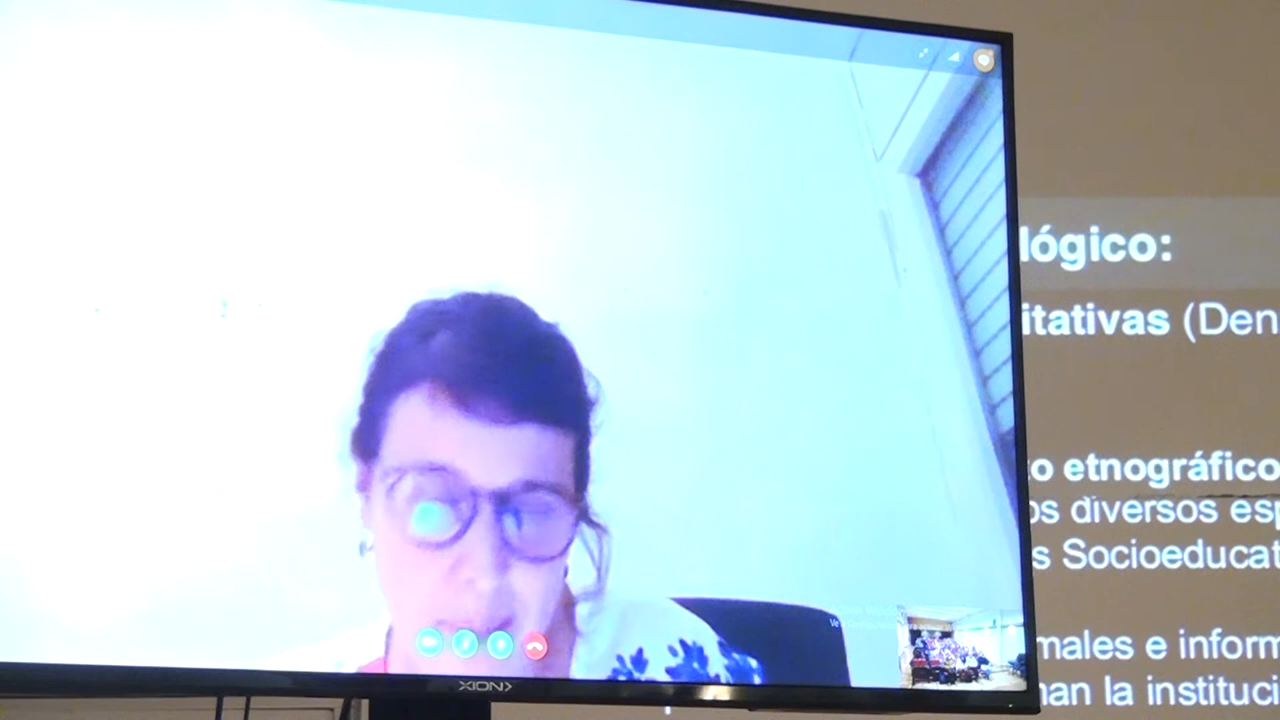 lógico:
itativas (Den
o etnográfico
os diversos esp
s Socioeducat
males e inform
nan la instituci
XION